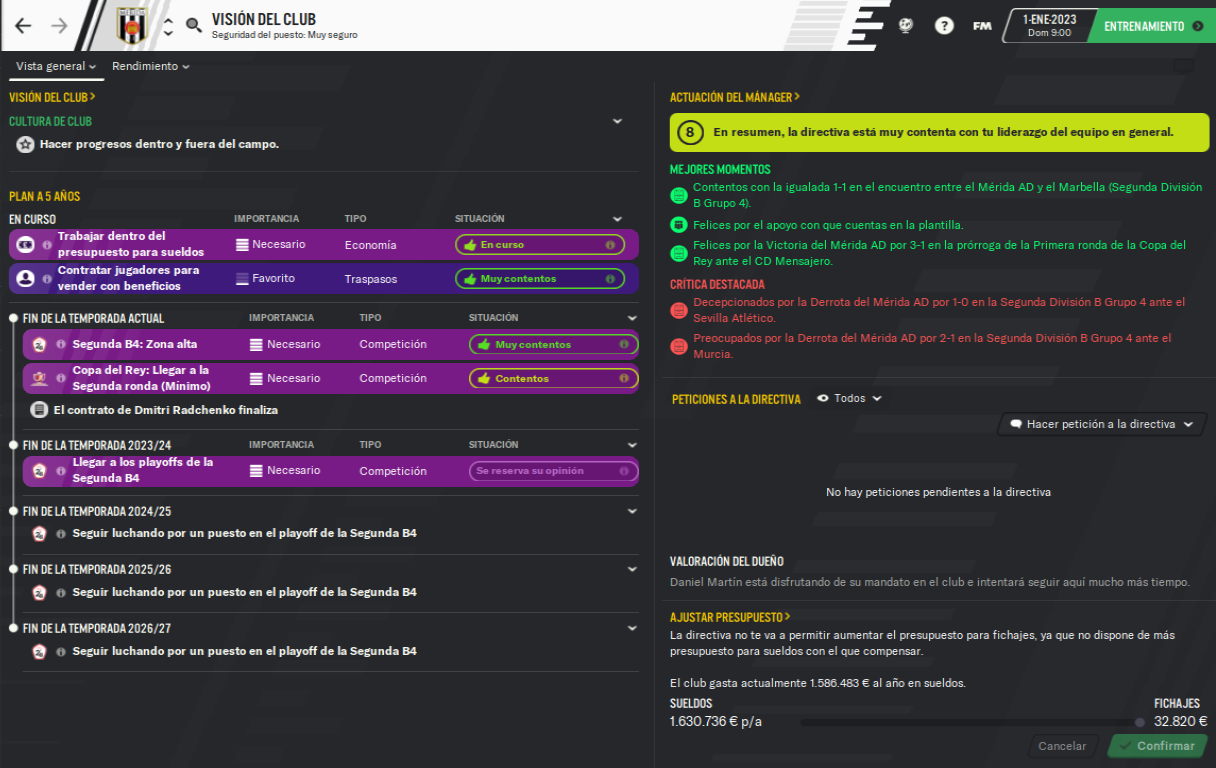 VISIÓN DEL CLUB
Seguridad del puesto: Muy seguro
?
FM
1-ENE-2023
Dom 9:00
ENTRENAMIENTO
Vista general
Rendimiento
VISIÓN DEL CLUB
CULTURA DE CLUB
Hacer progresos dentro y fuera del campo.
PLAN A 5 AÑOS
EN CURSO IMPORTANCIA TIPO SITUACIÓN
Trabajar dentro del
presupuesto para sueldos
Necesario Economía En curso
Contratar jugadores para
vender con beneficios
Favorito Traspasos Muy contentos
FIN DE LA TEMPORADA ACTUAL IMPORTANCIA TIPO SITUACIÓN
Segunda B4: Zona alta Necesario Competición Muy contentos
Copa del Rey: Llegar a la
Segunda ronda (Mínimo)
Necesario Competición Contentos
El contrato de Dmitri Radchenko finaliza
FIN DE LA TEMPORADA 2023/24 IMPORTANCIA TIPO SITUACIÓN
Llegar a los playoffs de la
Segunda B4
Necesario Competición Se reserva su opinión
FIN DE LA TEMPORADA 2024/25
Seguir luchando por un puesto en el playoff de la Segunda B4
FIN DE LA TEMPORADA 2025/26
Seguir luchando por un puesto en el playoff de la Segunda B4
FIN DE LA TEMPORADA 2026/27
Seguir luchando por un puesto en el playoff de la Segunda B4
ACTUACIÓN DEL MÁNAGER
8 En resumen, la directiva está muy contenta con tu liderazgo del equipo en general.
MEJORES MOMENTOS
Contentos con la igualada 1-1 en el encuentro entre el Mérida AD y el Marbella (Segunda División
B Grupo 4).
Felices por el apoyo con que cuentas en la plantilla.
Felices por la Victoria del Mérida AD por 3-1 en la prórroga de la Primera ronda de la Copa del
Rey ante el CD Mensajero.
CRÍTICA DESTACADA
Decepcionados por la Derrota del Mérida AD por 1-0 en la Segunda División B Grupo 4 ante el
Sevilla Atlético.
Preocupados por la Derrota del Mérida AD por 2-1 en la Segunda División B Grupo 4 ante el
Murcia.
PETICIONES A LA DIRECTIVA Todos
Hacer petición a la directiva
No hay peticiones pendientes a la directiva
VALORACIÓN DEL DUEÑO
Daniel Martín está disfrutando de su mandato en el club e intentará seguir aquí mucho más tiempo.
AJUSTAR PRESUPUESTO
La directiva no te va a permitir aumentar el presupuesto para fichajes, ya que no dispone de más
presupuesto para sueldos con el que compensar.
El club gasta actualmente 1.586.483 € al año en sueldos.
SUELDOS FICHAJES
1.630.736 € p/a 32.820 €
Cancelar Confirmar